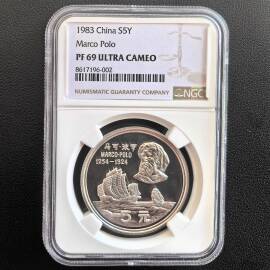 1983 China S5Y
Marco Polo
PF 69 ULTRA CAMEO
8617196-002
NUMISMATIC GUARANTY COMPANY
NGC
马可·波罗
MARCO·POLO
1254-1324
5元